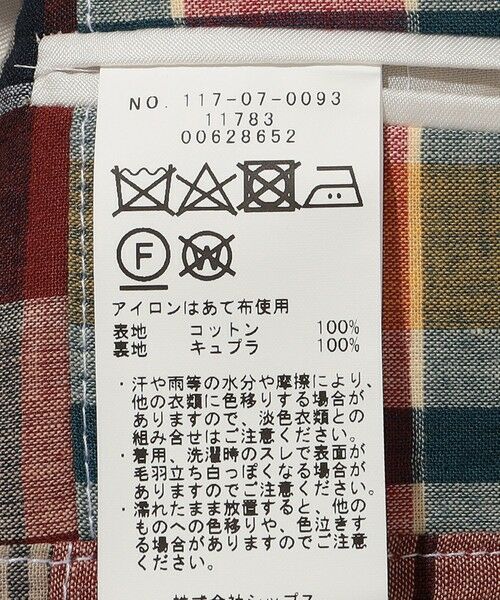 NO. 117-07-0093
11783
00628652
F W
アイロンはあて布使用
表地 コットン 100%
裏地 キュプラ 100%
・汗や雨等の水分や摩擦により、
他の衣類に色移りする場合が
ありますので、淡色衣類との
組み合せはご注意ください。
・着用、洗濯時のスレで表面が
毛羽立ち白っぽくなる場合が
ありますのでご注意ください。
・濡れたまま放置すると、他の
ものへの色移りや、色泣きす
る場合がありますのでご注意
ください。
株式会社シップス